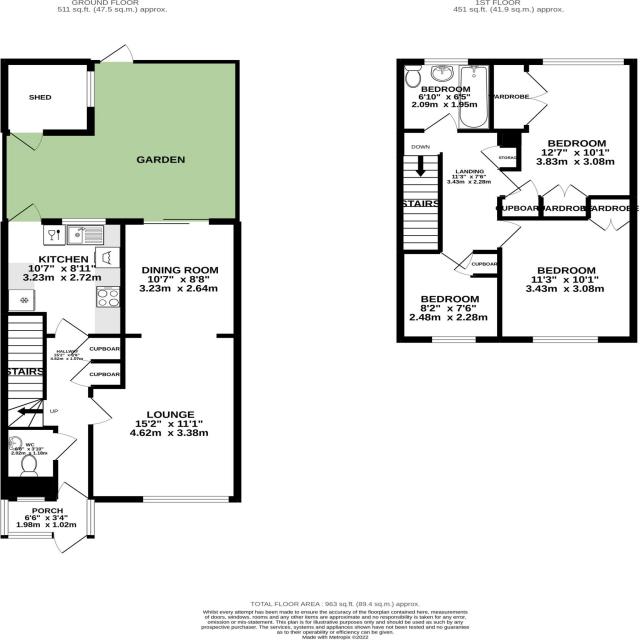 GROUND FLOOR
511 sq.ft. (47.5 sq.m.) approx.
SHED
GARDEN
KITCHEN
10'7" x 8'11"
3.23m x 2.72m
DINING ROOM
10'7" x 8'8"
3.23m x 2.64m
HALLWAY
CUPBOAR
CUPBOAR
STAIRS
UP
LOUNGE
15'2" x 11'1"
4.62m x 3.38m
WC
PORCH
6'6" x 3'4"
1.98m x 1.02m
1ST FLOOR
451 sq.ft. (41.9 sq.m.) approx.
BEDROOM
6'10" x 6'5"
2.09m x 1.95m
WARDROBE
BEDROOM
12'7" x 10'1"
3.83m x 3.08m
DOWN
STORAGE
LANDING
11'3" x 7'6"
3.43m x 2.28m
STAIRS
CUPBOARD
WARDROBE
WARDROBE
CUPBOAR
BEDROOM
11'3" x 10'1"
3.43m x 3.08m
BEDROOM
8'2" x 7'6"
2.48m x 2.28m
TOTAL FLOOR AREA : 963 sq.ft. (89.4 sq.m.) approx.
Whilst every attempt has been made to ensure the accuracy of the floorplan contained here, measurements
of doors, windows, rooms and any other items are approximate and no responsibility is taken for any error,
omission or mis-statement. This plan is for illustrative purposes only and should be used as such by any
prospective purchaser. The services, systems and appliances shown have not been tested and no guarantee
as to their operability or efficiency can be given.
Made with Metropix ©2022